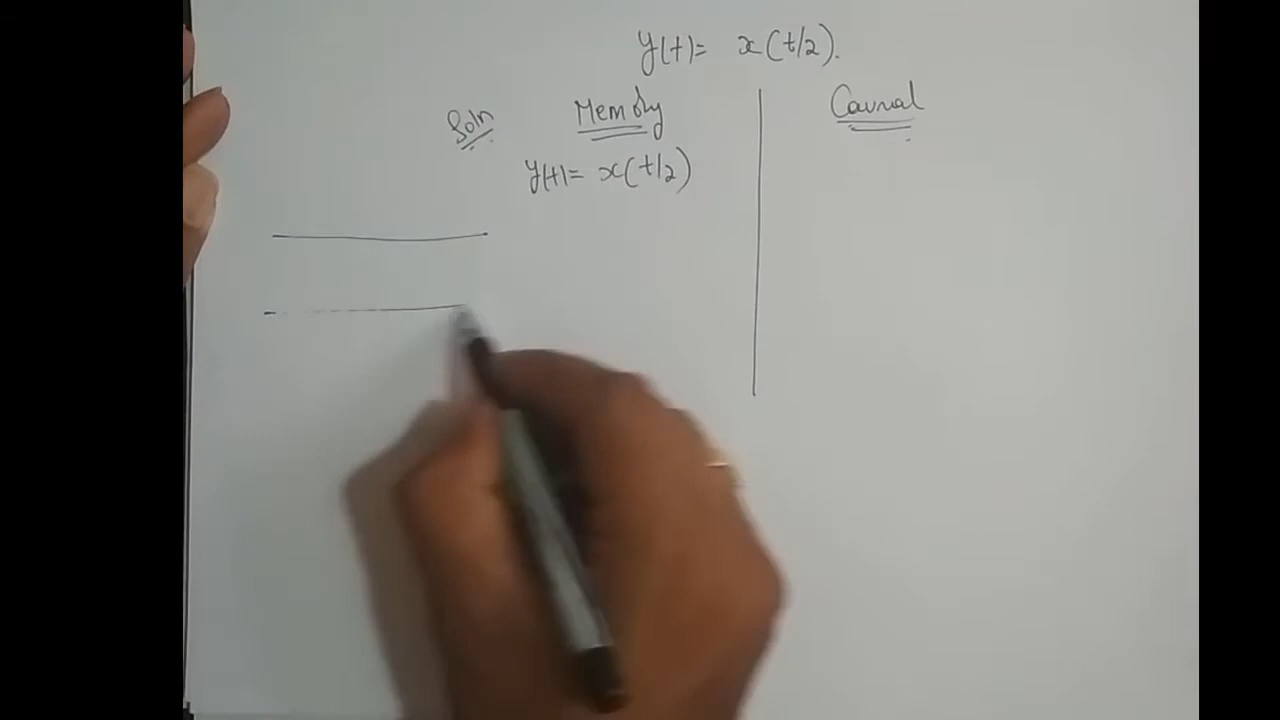 y(t)= x(t/2).
Soln Memory Causal
y(t)= x(t/2)